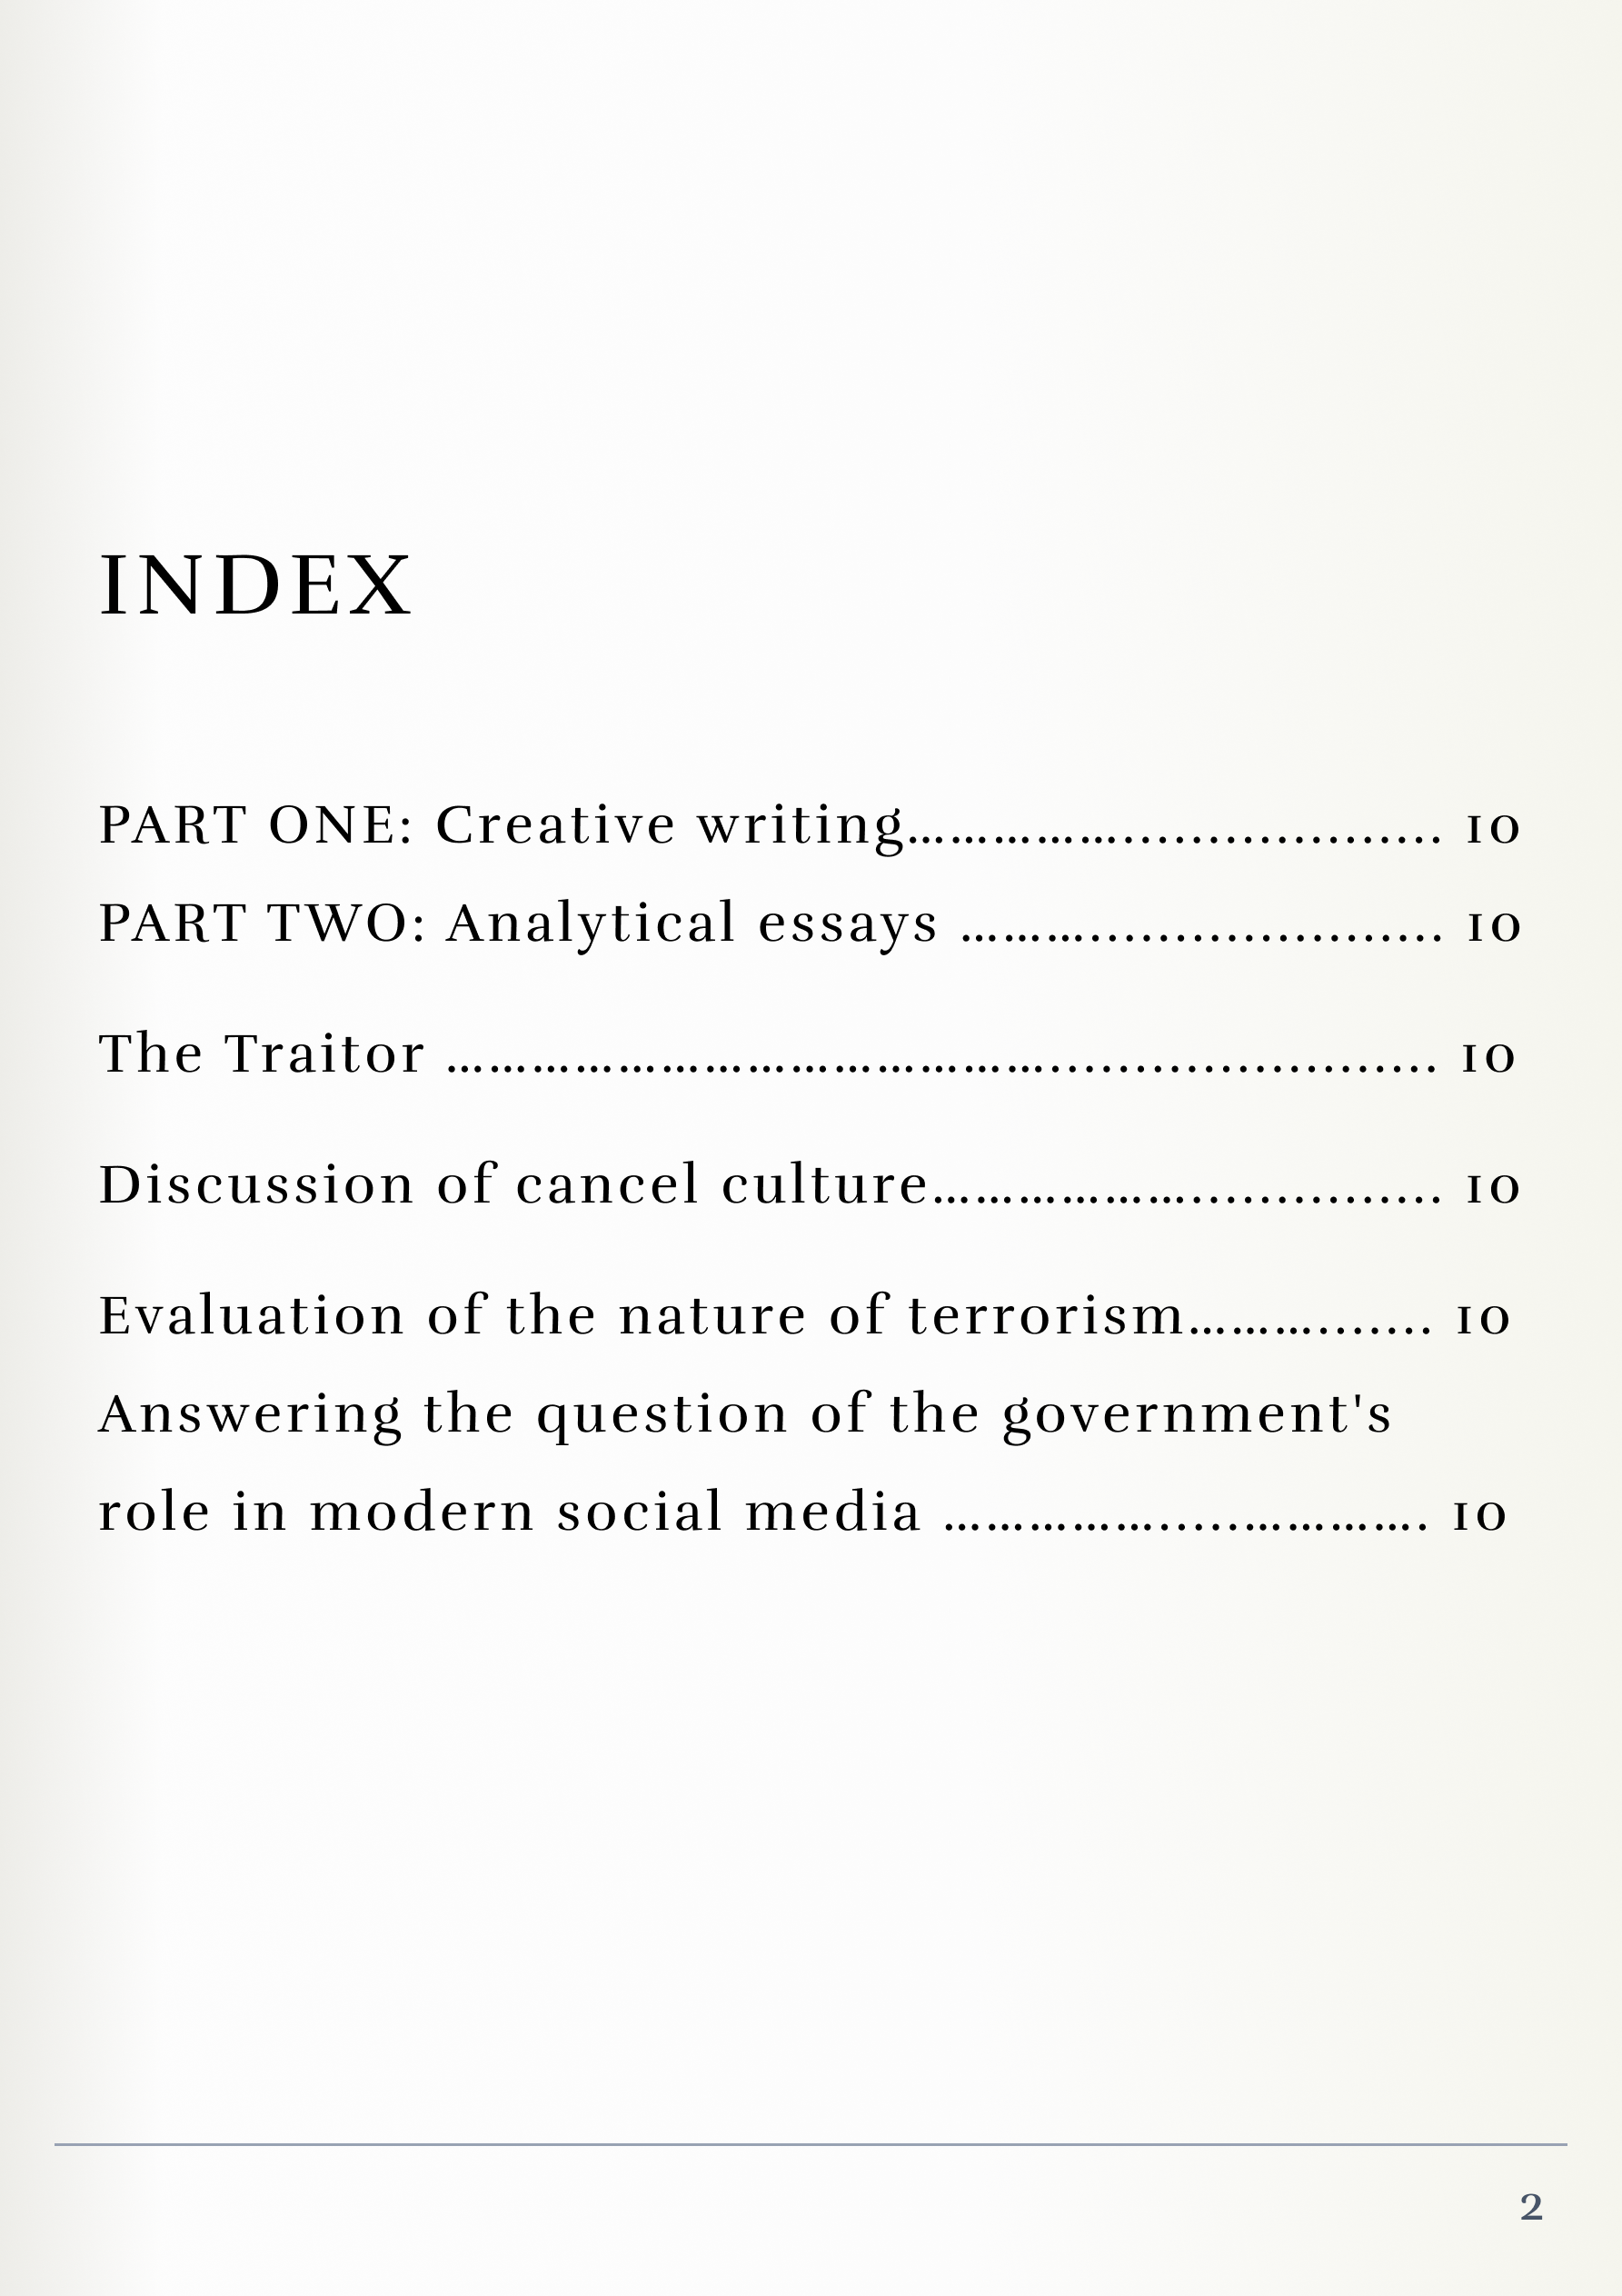 INDEX
PART ONE: Creative writing……………................. 10
PART TWO: Analytical essays ………................... 10
The Traitor ………………………………………..................... 10
Discussion of cancel culture………………............... 10
Evaluation of the nature of terrorism………....... 10
Answering the question of the government's
role in modern social media …………….....…………. 10
2